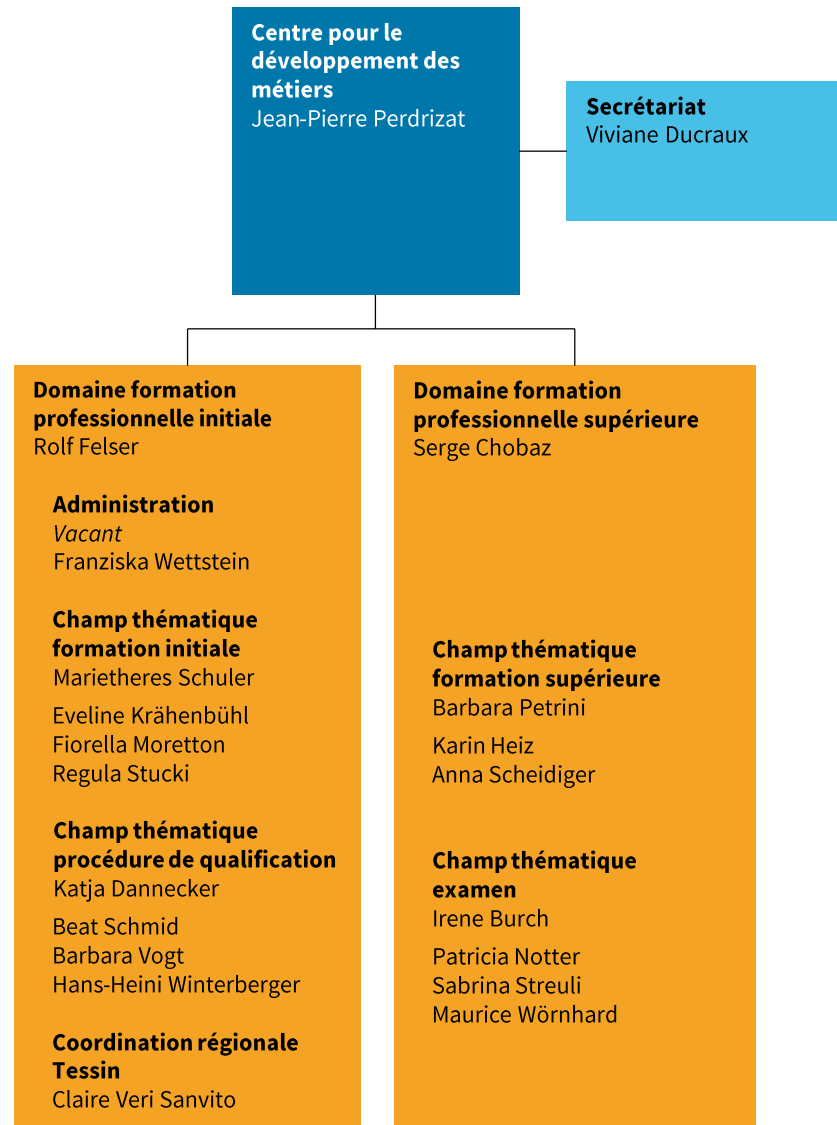 Centre pour le
développement des
métiers
Jean-Pierre Perdrizat
Secrétariat
Viviane Ducraux
Domaine formation
professionnelle initiale
Rolf Felser
Administration
Vacant
Franziska Wettstein
Champ thématique
formation initiale
Marietheres Schuler
Eveline Krähenbühl
Fiorella Moretton
Regula Stucki
Champ thématique
procédure de qualification
Katja Dannecker
Beat Schmid
Barbara Vogt
Hans-Heini Winterberger
Coordination régionale
Tessin
Claire Veri Sanvito
Domaine formation
professionnelle supérieure
Serge Chobaz
Champ thématique
formation supérieure
Barbara Petrini
Karin Heiz
Anna Scheidiger
Champ thématique
examen
Irene Burch
Patricia Notter
Sabrina Streuli
Maurice Wörnhard